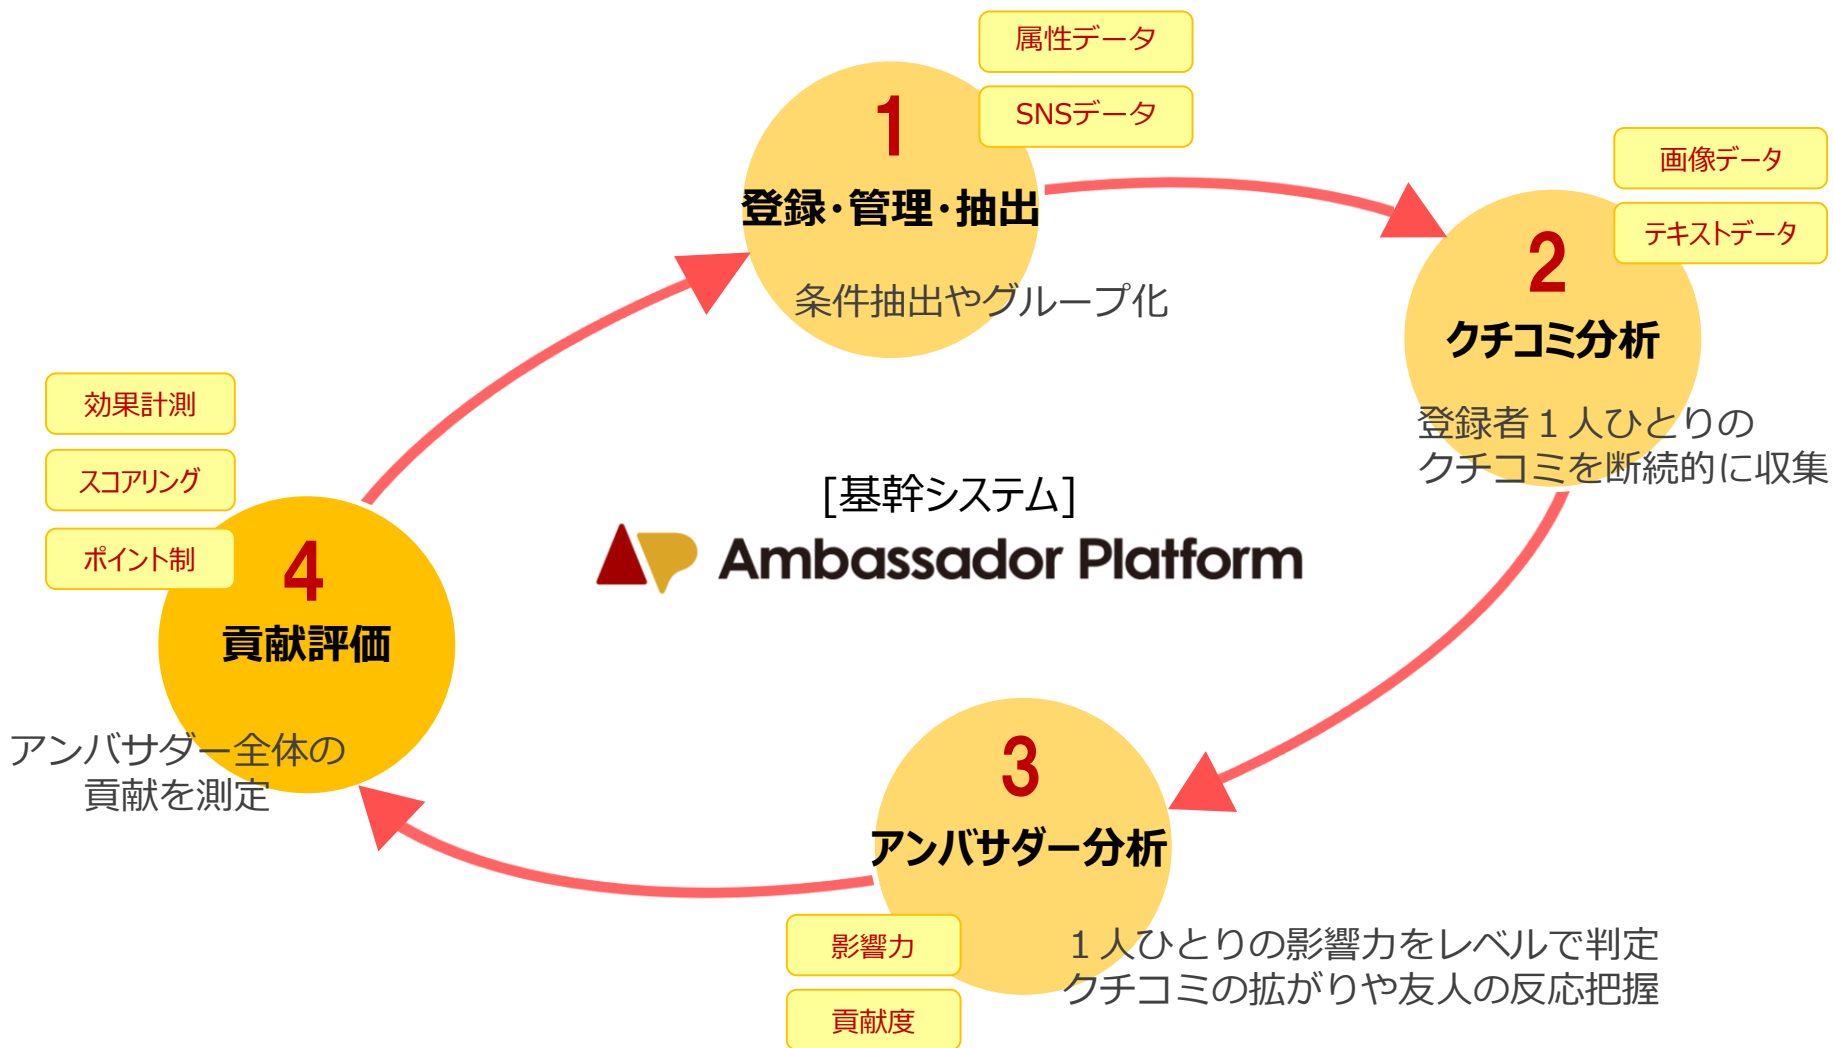 属性データ
SNSデータ
1
登録・管理・抽出
条件抽出やグループ化
画像データ
テキストデータ
2
クチコミ分析
登録者１人ひとりの
クチコミを断続的に収集
[基幹システム]
Ambassador Platform
3
アンバサダー分析
影響力
貢献度
１人ひとりの影響力をレベルで判定
クチコミの拡がりや友人の反応把握
効果計測
スコアリング
ポイント制
4
貢献評価
アンバサダー全体の
貢献を測定